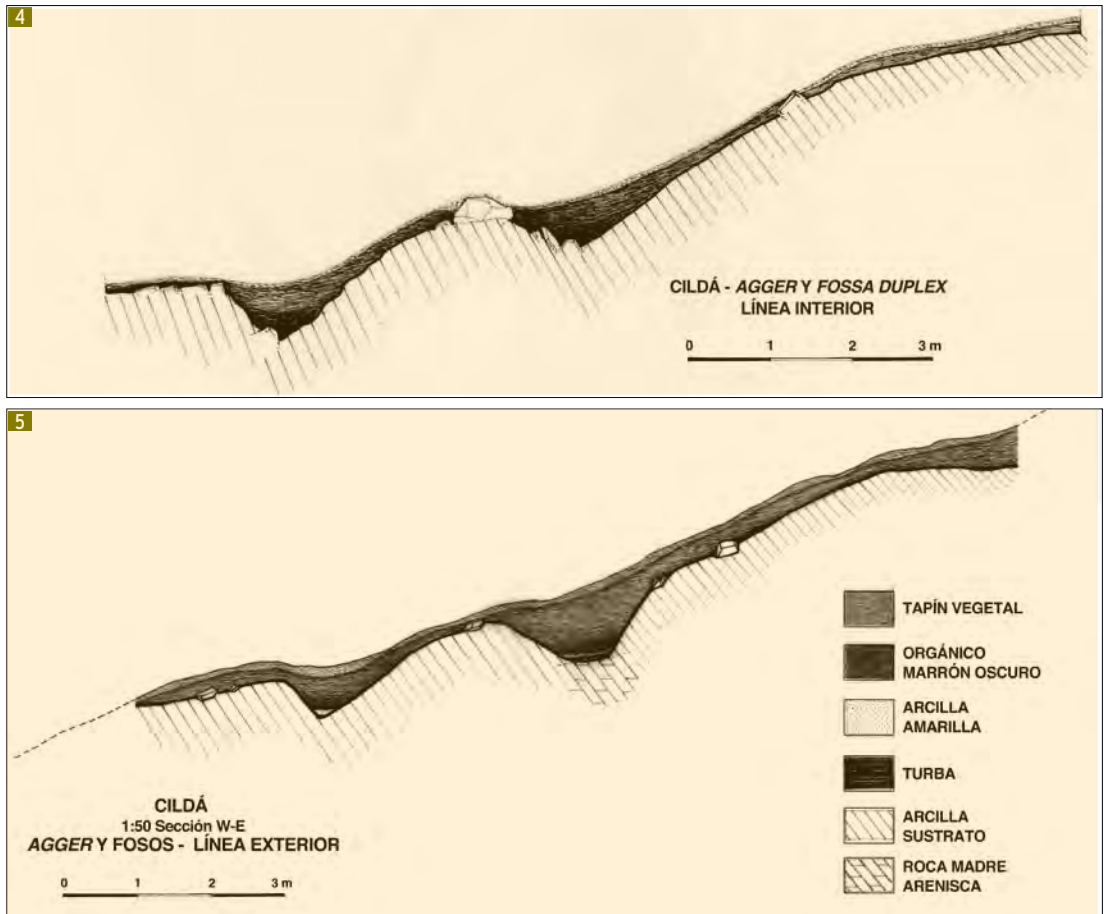 4
CILDÁ - AGGER Y FOSSA DUPLEX
LÍNEA INTERIOR
0 1 2 3 m
5
TAPÍN VEGETAL
ORGÁNICO
MARRÓN OSCURO
ARCILLA
AMARILLA
TURBA
ARCILLA
SUSTRATO
ROCA MADRE
ARENISCA
CILDÁ
1:50 Sección W-E
AGGER Y FOSOS - LÍNEA EXTERIOR
0 1 2 3 m